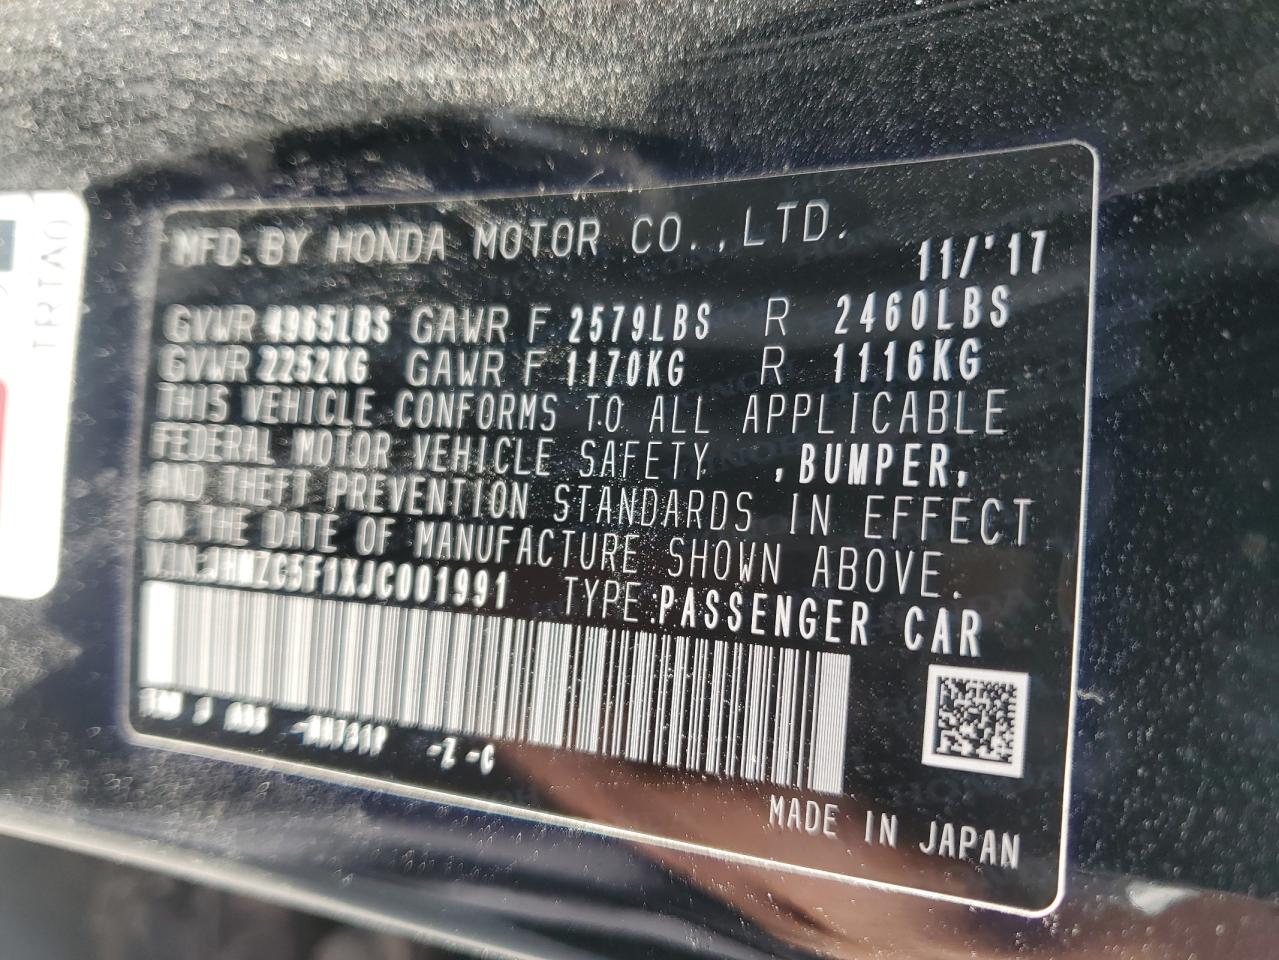 MFD. BY HONDA MOTOR CO., LTD.
11/'17
GVWR 4965LBS GAWR F 2579LBS R 2460LBS
GVWR 2252KG GAWR F 1170KG R 1116KG
THIS VEHICLE CONFORMS TO ALL APPLICABLE
FEDERAL MOTOR VEHICLE SAFETY ,BUMPER,
AND THEFT PREVENTION STANDARDS IN EFFECT
ON THE DATE OF MANUFACTURE SHOWN ABOVE.
VIN:JHMZC5F1XJC001991 TYPE:PASSENGER CAR
-NH731P -Z -C
MADE IN JAPAN